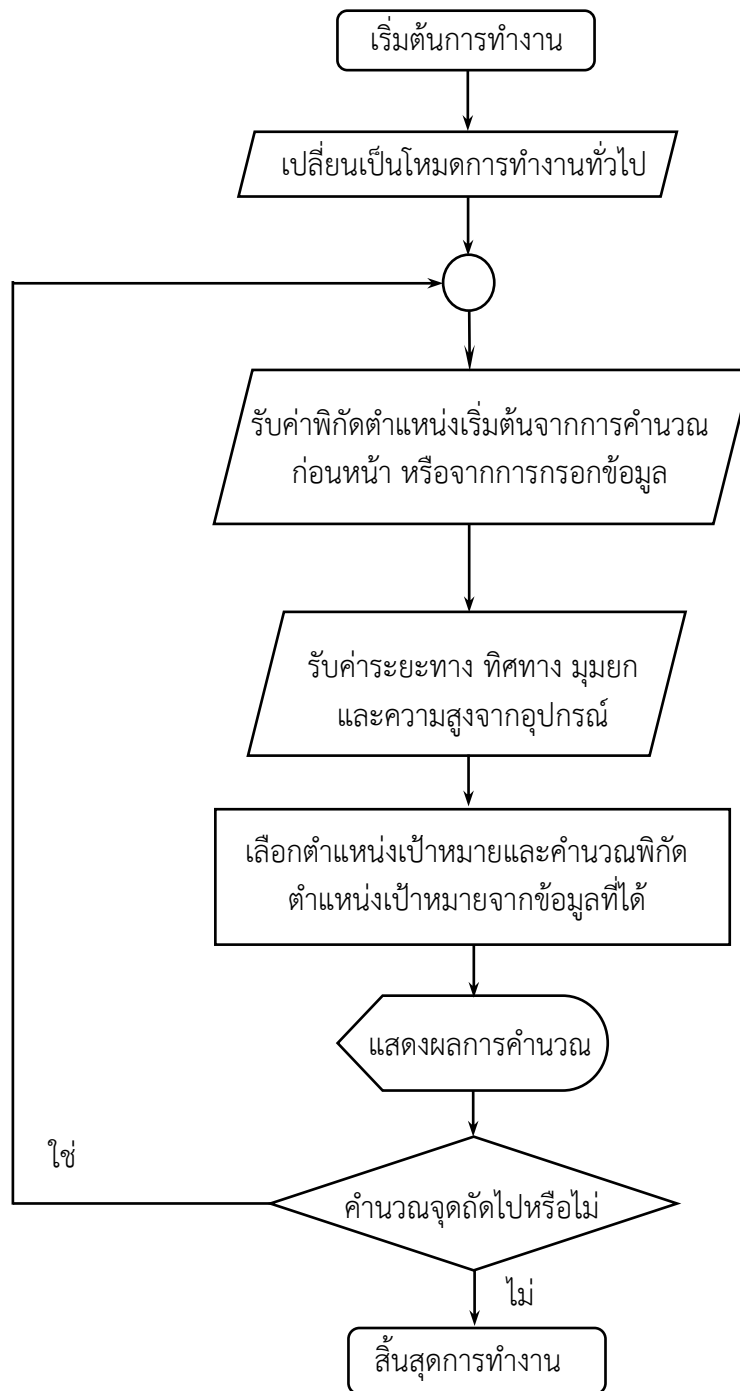 เริ่มต้นการทำงาน
เปลี่ยนเป็นโหมดการทำงานทั่วไป
รับค่าพิกัดตำแหน่งเริ่มต้นจากการคำนวณ
ก่อนหน้า หรือจากการกรอกข้อมูล
รับค่าระยะทาง ทิศทาง มุมยก
และความสูงจากอุปกรณ์
เลือกตำแหน่งเป้าหมายและคำนวณพิกัด
ตำแหน่งเป้าหมายจากข้อมูลที่ได้
แสดงผลการคำนวณ
ใช่
คำนวณจุดถัดไปหรือไม่
ไม่
สิ้นสุดการทำงาน